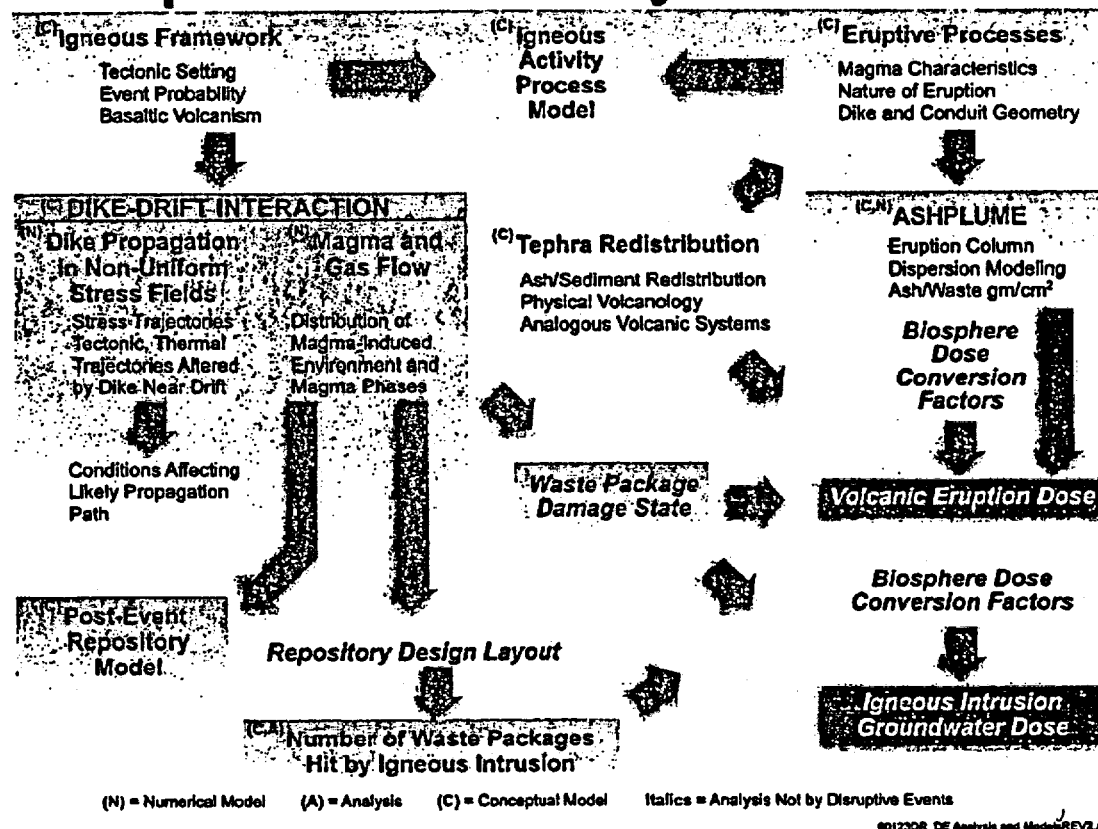 (C) Igneous Framework
Tectonic Setting
Event Probability
Basaltic Volcanism
(C) Igneous
Activity
Process
Model
(C) Eruptive Processes
Magma Characteristics
Nature of Eruption
Dike and Conduit Geometry
(C) DIKE-DRIFT INTERACTION
(N) Dike Propagation
in Non-Uniform
Stress Fields
Stress Trajectories
Tectonic, Thermal
Trajectories Altered
by Dike Near Drift
(N) Magma and
Gas Flow
Distribution of
Magma-Induced
Environment and
Magma Phases
(C) Tephra Redistribution
Ash/Sediment Redistribution
Physical Volcanology
Analogous Volcanic Systems
(C,N) ASHPLUME
Eruption Column
Dispersion Modeling
Ash/Waste gm/cm²
Biosphere
Dose
Conversion
Factors
Conditions Affecting
Likely Propagation
Path
Waste Package
Damage State
Volcanic Eruption Dose
Biosphere Dose
Conversion Factors
Post-Event
Repository
Model
Repository Design Layout
Igneous Intrusion
Groundwater Dose
(C,A) Number of Waste Packages
Hit by Igneous Intrusion
(N) = Numerical Model (A) = Analysis (C) = Conceptual Model Italics = Analysis Not by Disruptive Events
DE Analysis and Models